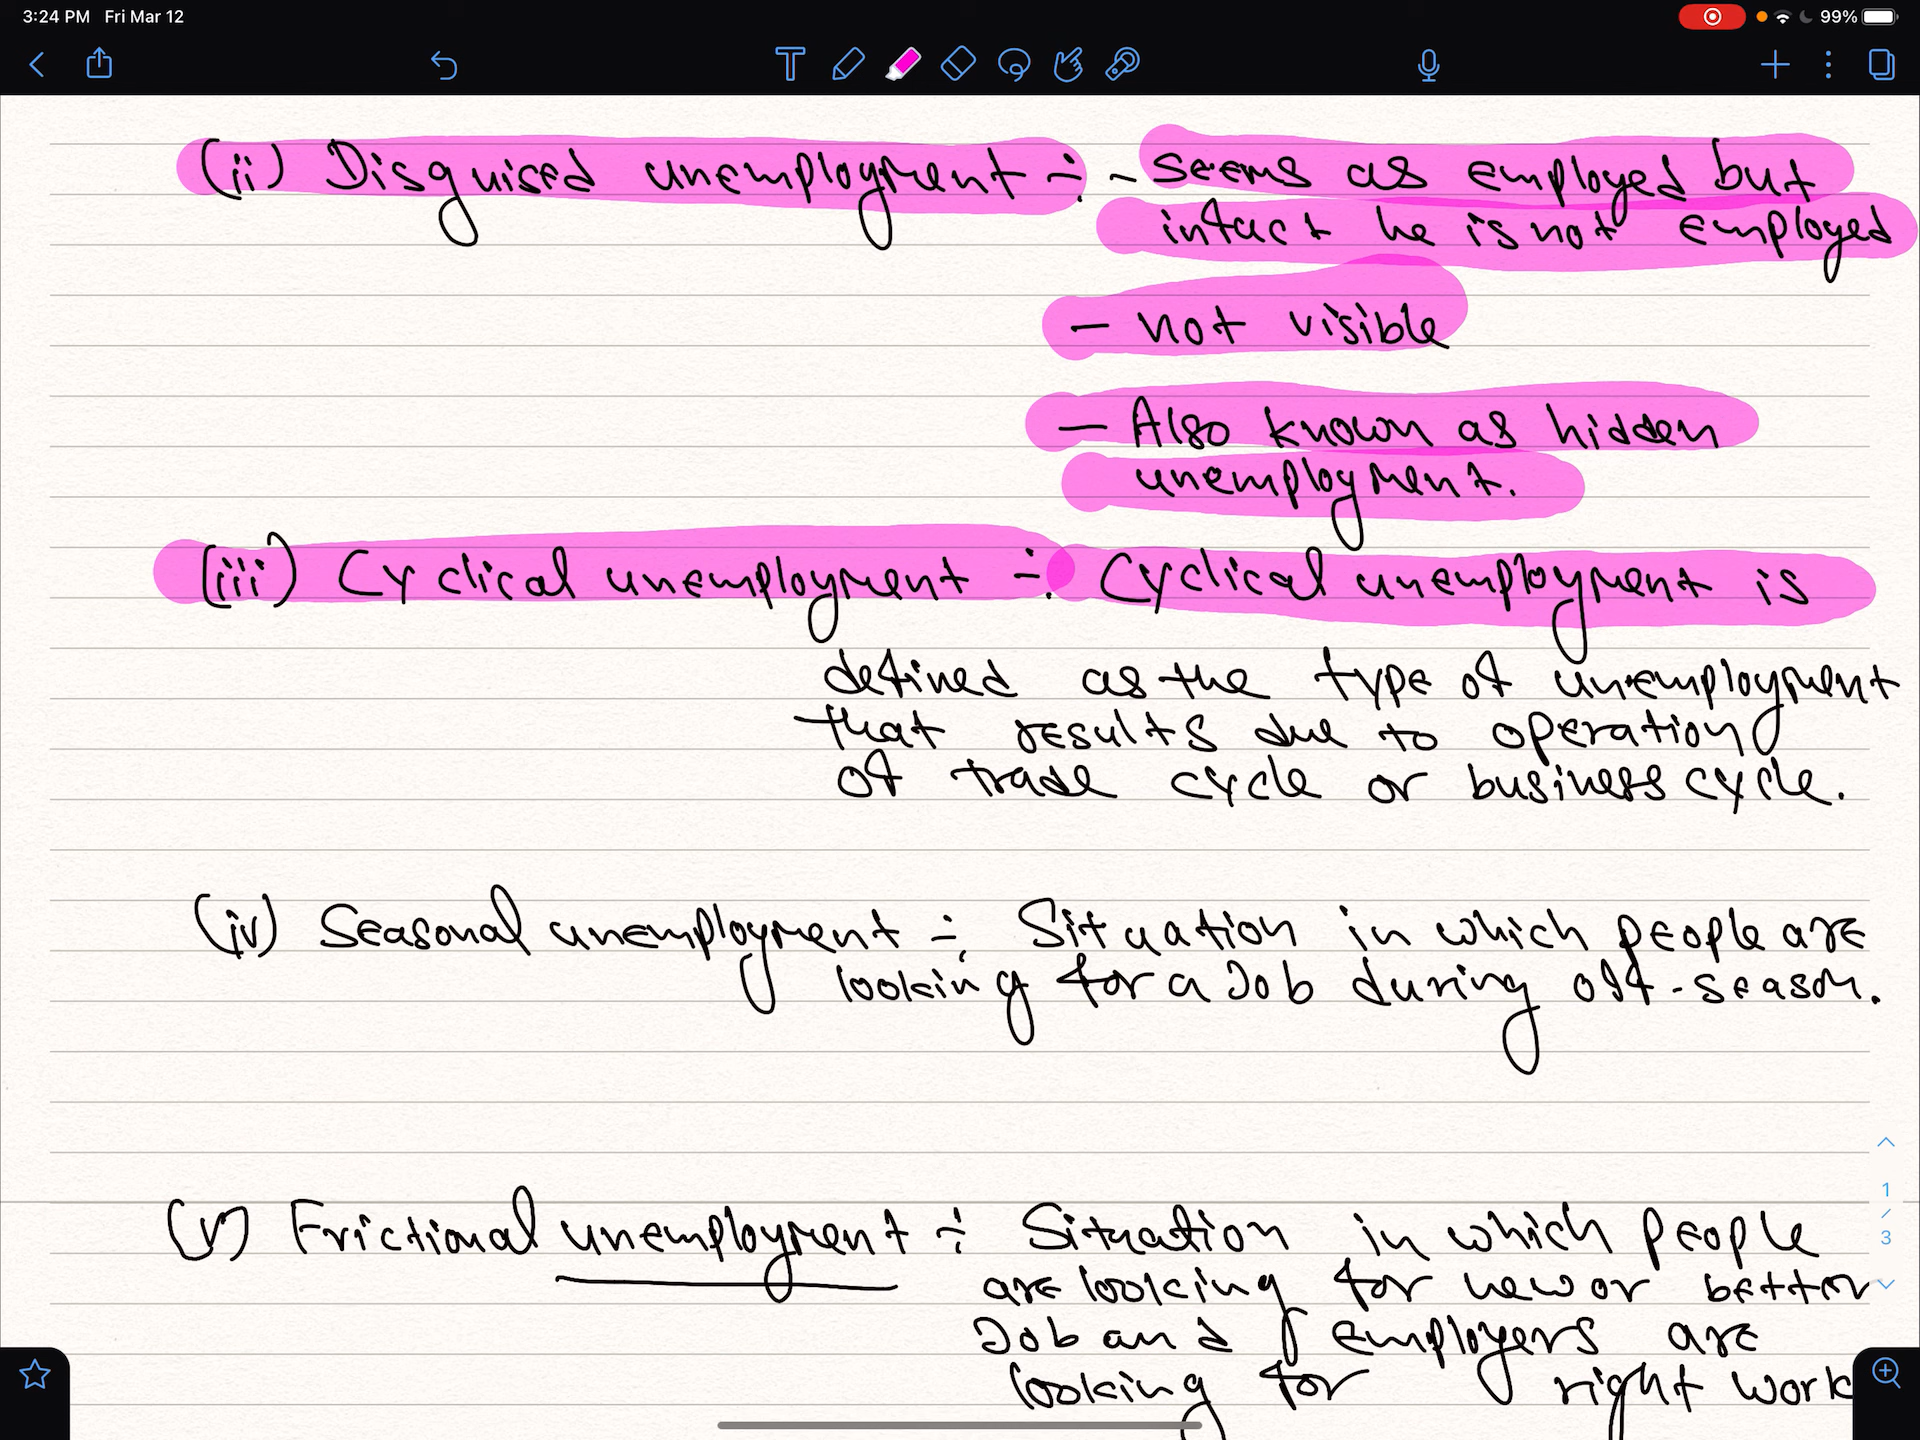 3:24 PM Fri Mar 12
99%
(ii) Disguised unemployment ÷ - seems as employed but
intact he is not employed
- not visible
- Also known as hidden
unemployment.
(iii) Cyclical unemployment ÷ Cyclical unemployment is
defined as the type of unemployment
that results due to operation
of trade cycle or business cycle.
(iv) Seasonal unemployment ÷ Situation in which people are
looking for a Job during off-season.
(v) Frictional unemployment ÷ Situation in which people
are looking for new or better
Job and employers are
looking for right work
1
/
3